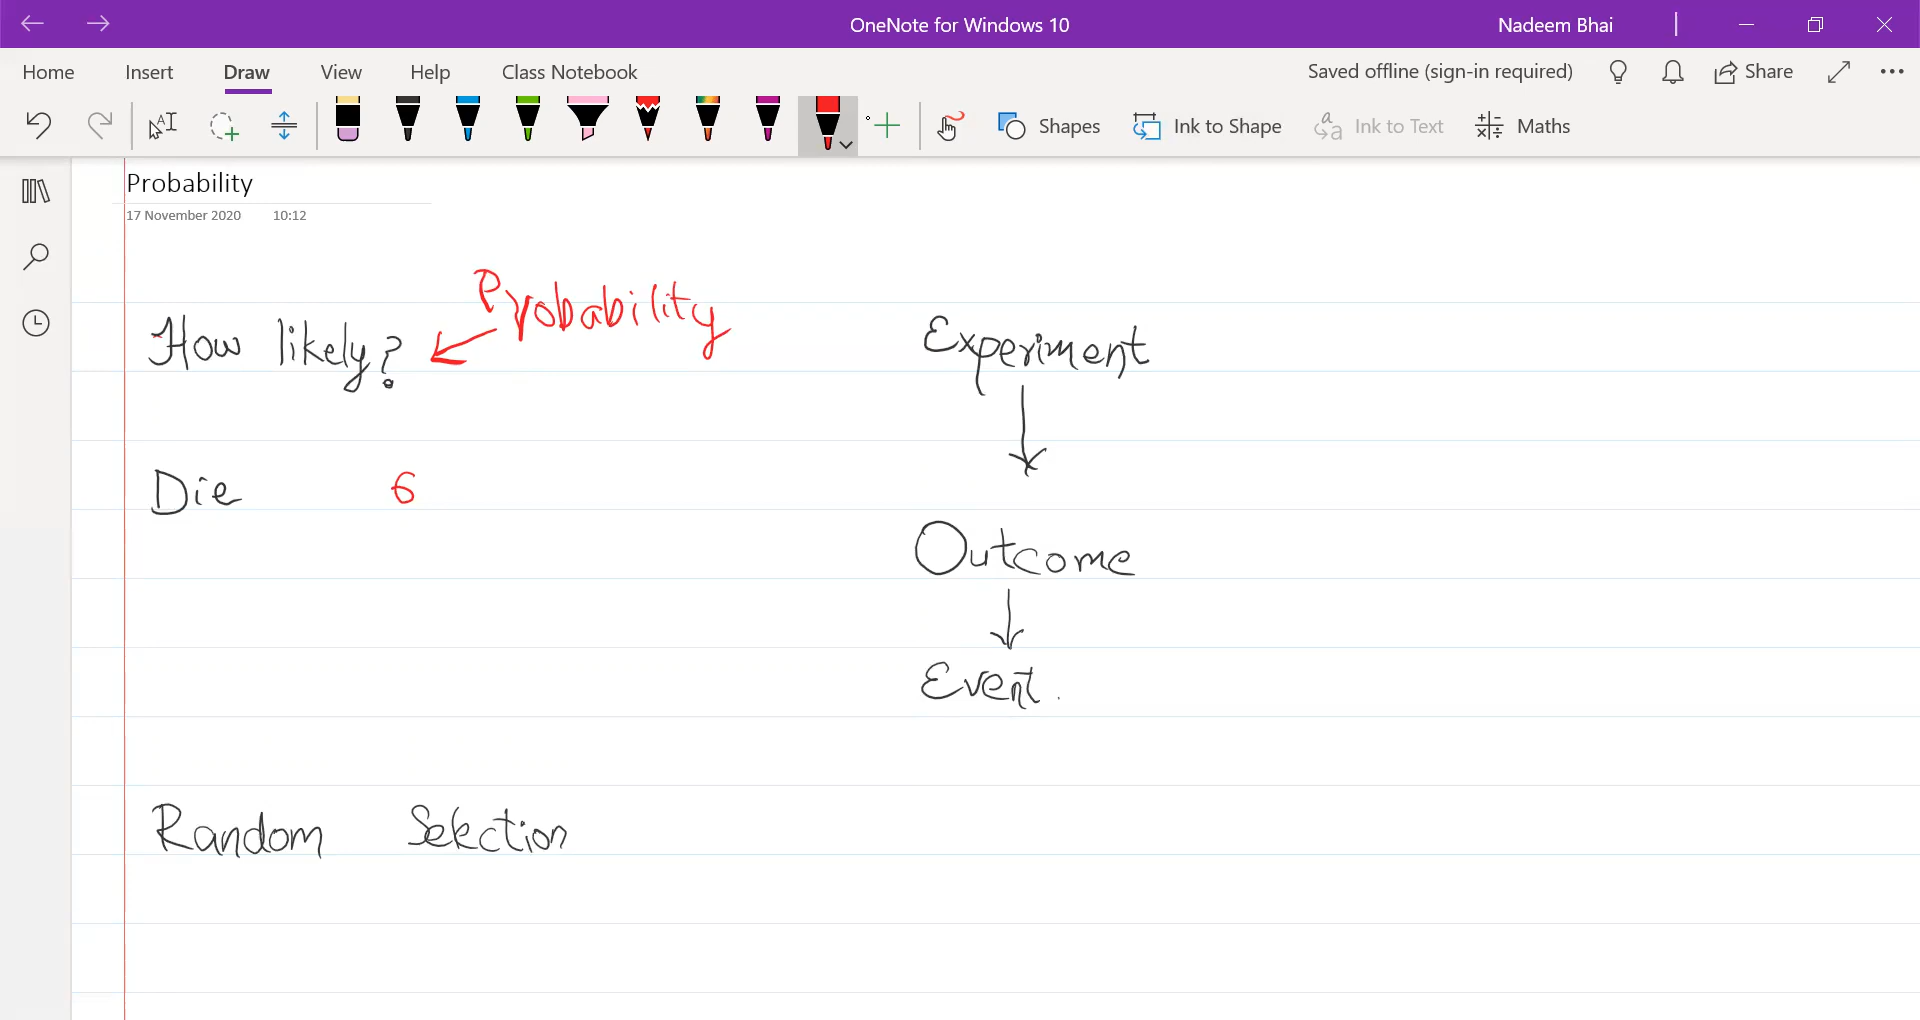 OneNote for Windows 10
Nadeem Bhai
Home Insert Draw View Help Class Notebook
Saved offline (sign-in required)
Share
Shapes
Ink to Shape
Ink to Text
Maths
Probability
17 November 2020 10:12
Probability
How likely?
Experiment
Die 6
Outcome
Event.
Random Selection